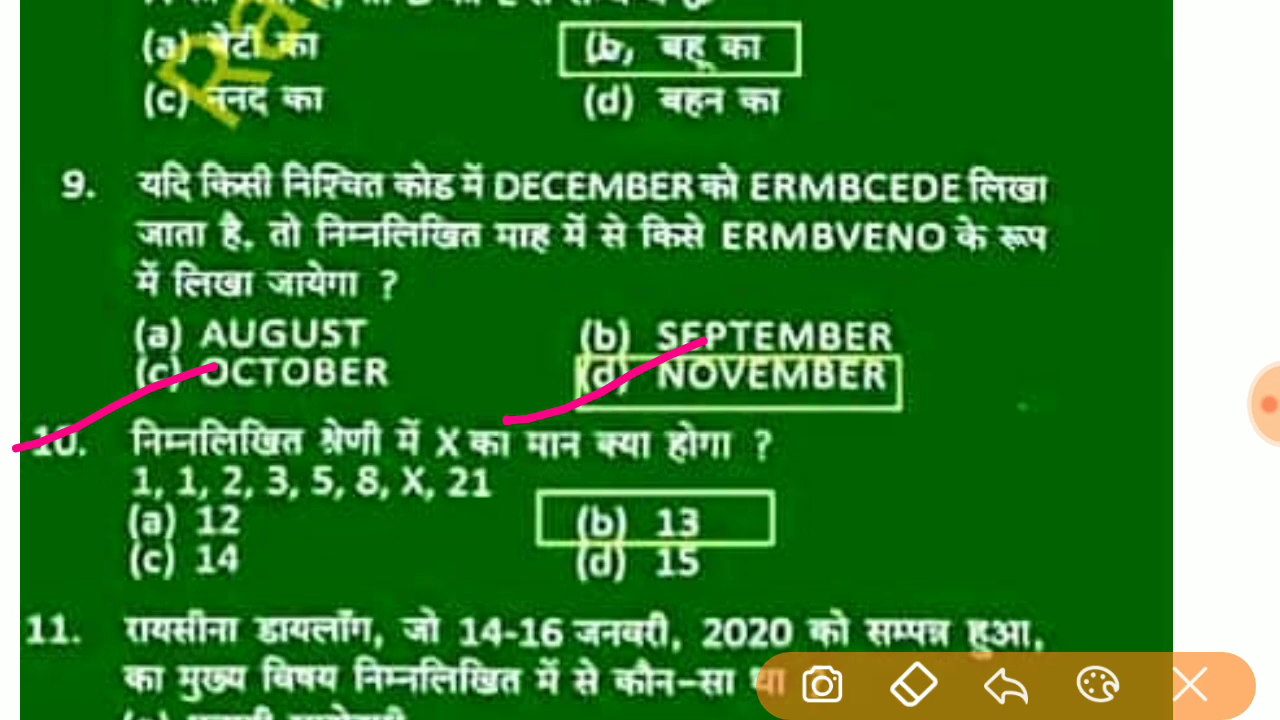 (a) बेटी का (b) बहू का
(c) ननद का (d) बहन का
9. यदि किसी निश्चित कोड में DECEMBER को ERMBCEDE लिखा
जाता है, तो निम्नलिखित माह में से किसे ERMBVENO के रूप
में लिखा जायेगा ?
(a) AUGUST (b) SEPTEMBER
(c) OCTOBER (d) NOVEMBER
10. निम्नलिखित श्रेणी में X का मान क्या होगा ?
1, 1, 2, 3, 5, 8, X, 21
(a) 12 (b) 13
(c) 14 (d) 15
11. रायसीना डायलॉग, जो 14-16 जनवरी, 2020 को सम्पन्न हुआ,
का मुख्य विषय निम्नलिखित में से कौन-सा था